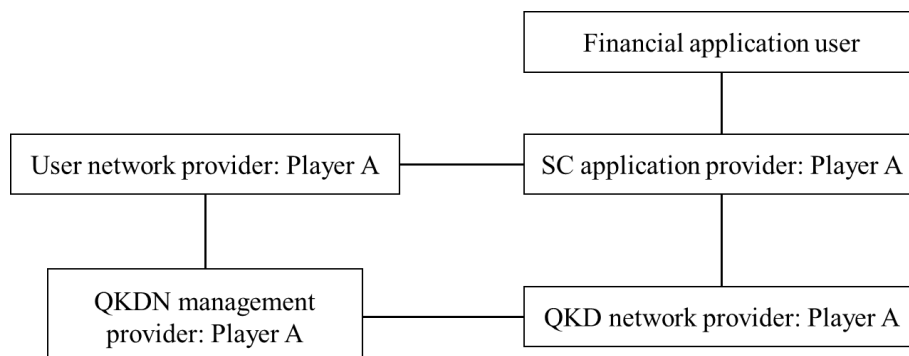 Financial application user
User network provider: Player A
SC application provider: Player A
QKDN management
provider: Player A
QKD network provider: Player A